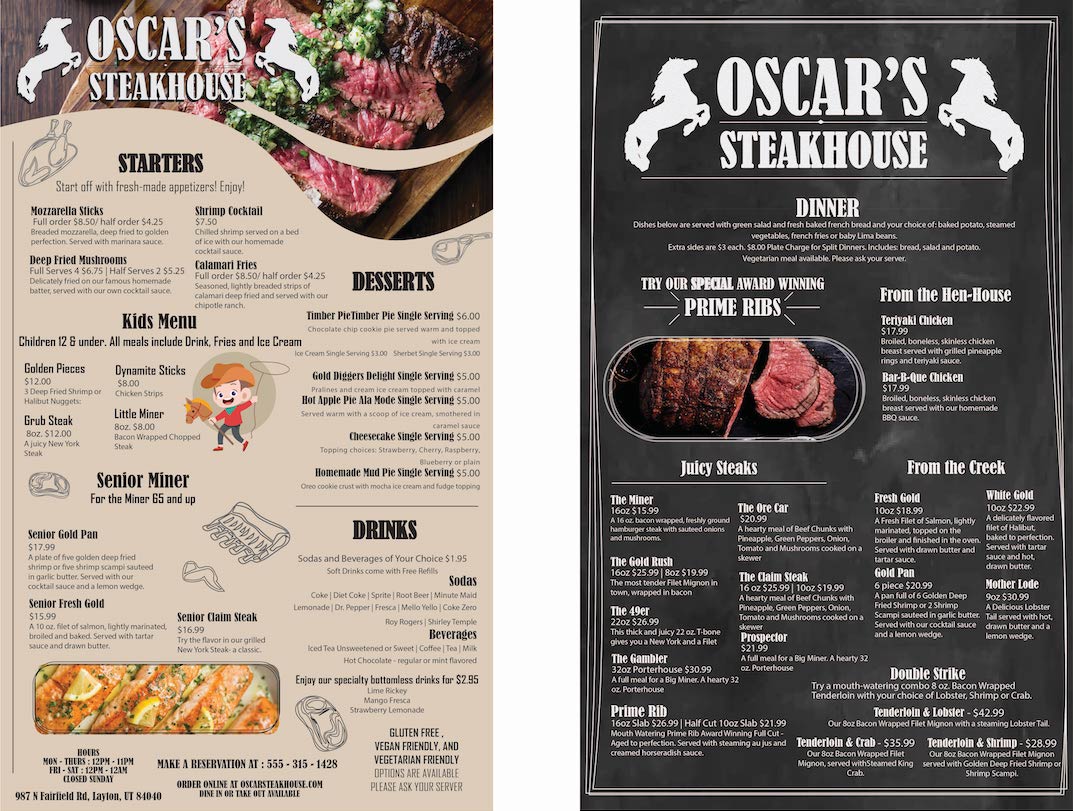 OSCAR'S
STEAKHOUSE
STARTERS
Start off with fresh-made appetizers! Enjoy!
Mozzarella Sticks
Full order $8.50/ half order $4.25
Breaded mozzarella, deep fried to golden
perfection. Served with marinara sauce.
Deep Fried Mushrooms
Full Serves 4 $6.75 | Half Serves 2 $5.25
Delicately fried on our famous homemade
batter, served with our own cocktail sauce.
Shrimp Cocktail
$7.50
Chilled shrimp served on a bed
of ice with our homemade
cocktail sauce.
Calamari Fries
Full order $8.50/ half order $4.25
Seasoned, lightly breaded strips of
calamari deep fried and served with our
chipotle ranch.
Kids Menu
Children 12 & under. All meals include Drink, Fries and Ice Cream
Golden Pieces
$12.00
3 Deep Fried Shrimp or
Halibut Nuggets:
Grub Steak
8oz. $12.00
A juicy New York
Steak
Dynamite Sticks
$8.00
Chicken Strips
Little Miner
8oz. $8.00
Bacon Wrapped Chopped
Steak
Senior Miner
For the Miner 65 and up
Senior Gold Pan
$17.99
A plate of five golden deep fried
shrimp or five shrimp scampi sauteed
in garlic butter. Served with our
cocktail sauce and a lemon wedge.
Senior Fresh Gold
$15.99
A 10 oz. filet of salmon, lightly marinated,
broiled and baked. Served with tartar
sauce and drawn butter.
Senior Claim Steak
$16.99
Try the flavor in our grilled
New York Steak- a classic.
HOURS
MON - THURS : 12PM - 11PM
FRI - SAT : 12PM - 12AM
CLOSED SUNDAY
987 N Fairfield Rd, Layton, UT 84040
MAKE A RESERVATION AT : 555 - 315 - 1428
ORDER ONLINE AT OSCARSTEAKHOUSE.COM
DINE IN OR TAKE OUT AVAILABLE
DESSERTS
Timber PieTimber Pie Single Serving $6.00
Chocolate chip cookie pie served warm and topped
with ice cream
Ice Cream Single Serving $3.00 Sherbet Single Serving $3.00
Gold Diggers Delight Single Serving $5.00
Pralines and cream ice cream topped with caramel
Hot Apple Pie Ala Mode Single Serving $5.00
Served warm with a scoop of ice cream, smothered in
caramel sauce
Cheesecake Single Serving $5.00
Topping choices: Strawberry, Cherry, Raspberry,
Blueberry or plain
Homemade Mud Pie Single Serving $5.00
Oreo cookie crust with mocha ice cream and fudge topping
DRINKS
Sodas and Beverages of Your Choice $1.95
Soft Drinks come with Free Refills
Sodas
Coke | Diet Coke | Sprite | Root Beer | Minute Maid
Lemonade | Dr. Pepper | Fresca | Mello Yello | Coke Zero
Roy Rogers | Shirley Temple
Beverages
Iced Tea Unsweetened or Sweet | Coffee | Tea | Milk
Hot Chocolate - regular or mint flavored
Enjoy our specialty bottomless drinks for $2.95
Lime Rickey
Mango Fresca
Strawberry Lemonade
GLUTEN FREE ,
VEGAN FRIENDLY, AND
VEGETARIAN FRIENDLY
OPTIONS ARE AVAILABLE
PLEASE ASK YOUR SERVER
OSCAR'S
STEAKHOUSE
DINNER
Dishes below are served with green salad and fresh baked french bread and your choice of: baked potato, steamed
vegetables, french fries or baby Lima beans.
Extra sides are $3 each. $8.00 Plate Charge for Split Dinners. Includes: bread, salad and potato.
Vegetarian meal available. Please ask your server.
TRY OUR SPECIAL AWARD WINNING
PRIME RIBS
From the Hen-House
Teriyaki Chicken
$17.99
Broiled, boneless, skinless chicken
breast served with grilled pineapple
rings and teriyaki sauce.
Bar-B-Que Chicken
$17.99
Broiled, boneless, skinless chicken
breast served with our homemade
BBQ sauce.
Juicy Steaks
The Miner
16oz $15.99
A 16 oz. bacon wrapped, freshly ground
hamburger steak with sauteed onions
and mushrooms.
The Gold Rush
16oz $25.99 | 8oz $19.99
The most tender Filet Mignon in
town, wrapped in bacon
The 49er
22oz $26.99
This thick and juicy 22 oz. T-bone
gives you a New York and a Filet
The Gambler
32oz Porterhouse $30.99
A full meal for a Big Miner. A hearty 32
oz. Porterhouse
Prime Rib
16oz Slab $26.99 | Half Cut 10oz Slab $21.99
Mouth Watering Prime Rib Award Winning Full Cut -
Aged to perfection. Served with steaming au jus and
creamed horseradish sauce.
The Ore Car
$20.99
A hearty meal of Beef Chunks with
Pineapple, Green Peppers, Onion,
Tomato and Mushrooms cooked on a
skewer
The Claim Steak
16 oz $25.99 | 10oz $19.99
A hearty meal of Beef Chunks with
Pineapple, Green Peppers, Onion,
Tomato and Mushrooms cooked on a
skewer
Prospector
$21.99
A full meal for a Big Miner. A hearty 32
oz. Porterhouse
From the Creek
Fresh Gold
10oz $18.99
A Fresh Filet of Salmon, lightly
marinated, topped on the
broiler and finished in the oven.
Served with drawn butter and
tartar sauce.
Gold Pan
6 piece $20.99
A pan full of 6 Golden Deep
Fried Shrimp or 2 Shrimp
Scampi sauteed in garlic butter.
Served with our cocktail sauce
and a lemon wedge.
White Gold
10oz $22.99
A delicately flavored
filet of Halibut,
baked to perfection.
Served with tartar
sauce and hot,
drawn butter.
Mother Lode
9oz $30.99
A Delicious Lobster
Tail served with hot,
drawn butter and a
lemon wedge.
Double Strike
Try a mouth-watering combo 8 oz. Bacon Wrapped
Tenderloin with your choice of Lobster, Shrimp or Crab.
Tenderloin & Lobster - $42.99
Our 8oz Bacon Wrapped Filet Mignon with a steaming Lobster Tail.
Tenderloin & Crab - $35.99
Our 8oz Bacon Wrapped Filet
Mignon, served withSteamed King
Crab.
Tenderloin & Shrimp - $28.99
Our 8oz Bacon Wrapped Filet Mignon
served with Golden Deep Fried Shrimp or
Shrimp Scampi.